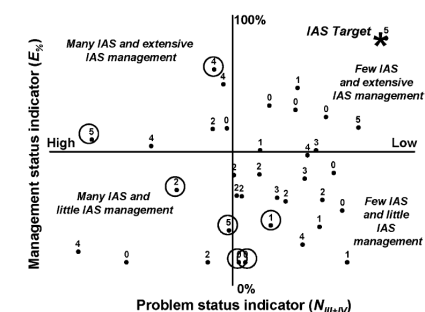 100%
IAS Target
5
Many IAS and extensive
IAS management
4
4
Few IAS
and extensive
IAS management
1
0
0
0
2
0
5
5
4
High
Low
1
4
3
2
2
0
3
Many IAS and
little IAS management
2
2
2
3
2
2
0
Few IAS
and little
IAS
management
5
1
1
4
4
0
2
1
0%
Management status indicator (E%)
Problem status indicator (NIII+IV)